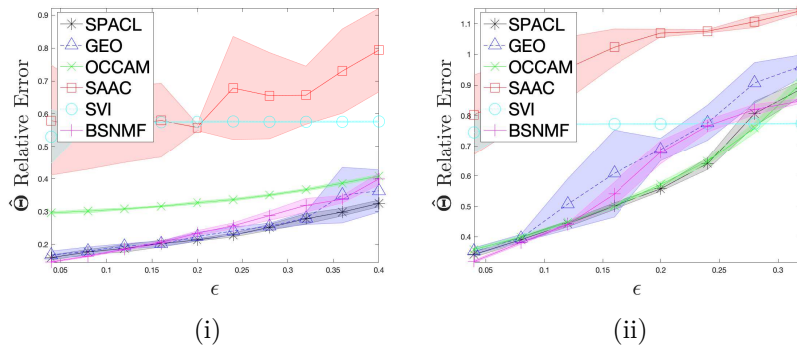 SPACL
GEO
OCCAM
SAAC
SVI
BSNMF
0.9
0.8
0.7
0.6
0.5
0.4
0.3
0.2
Θ̂ Relative Error
0.05 0.1 0.15 0.2 0.25 0.3 0.35 0.4
ϵ
(i)
SPACL
GEO
OCCAM
SAAC
SVI
BSNMF
1.1
1
0.9
0.8
0.7
0.6
0.5
0.4
Θ̂ Relative Error
0.05 0.1 0.15 0.2 0.25 0.3
ϵ
(ii)